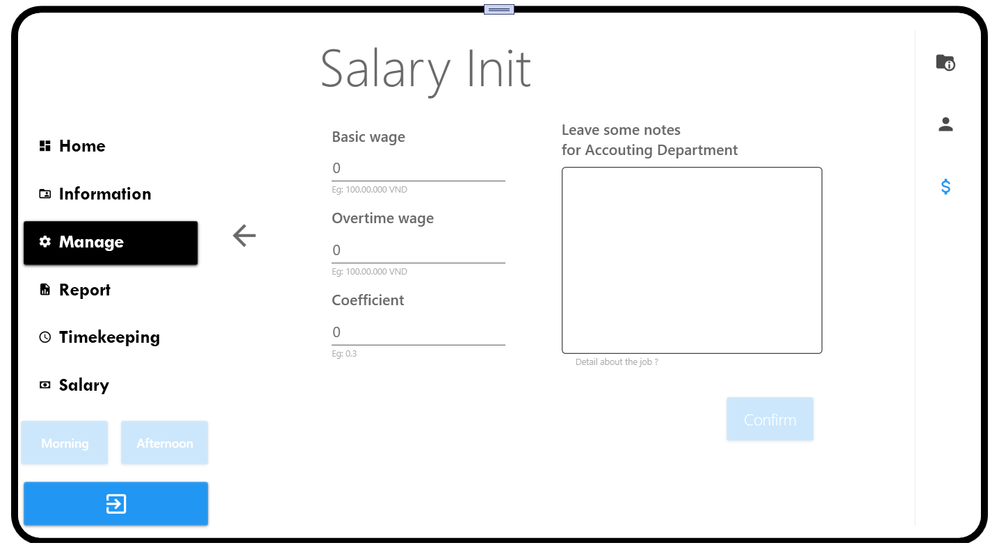 Salary Init
Home
Information
Manage
Report
Timekeeping
Salary
Morning
Afternoon
Basic wage
0
Eg: 100.00.000 VND
Overtime wage
0
Eg: 100.00.000 VND
Coefficient
0
Eg: 0.3
Leave some notes
for Accouting Department
Detail about the job ?
Confirm